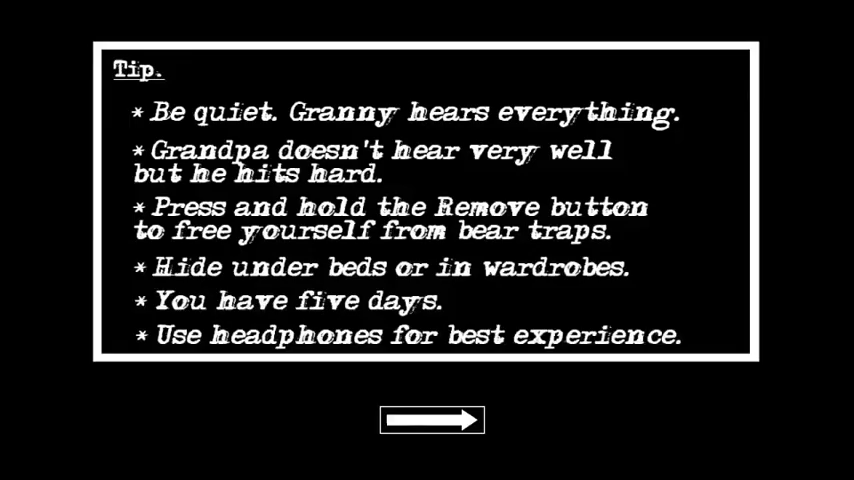 Tip.
* Be quiet. Granny hears everything.
* Grandpa doesn't hear very well
but he hits hard.
* Press and hold the Remove button
to free yourself from bear traps.
* Hide under beds or in wardrobes.
* You have five days.
* Use headphones for best experience.